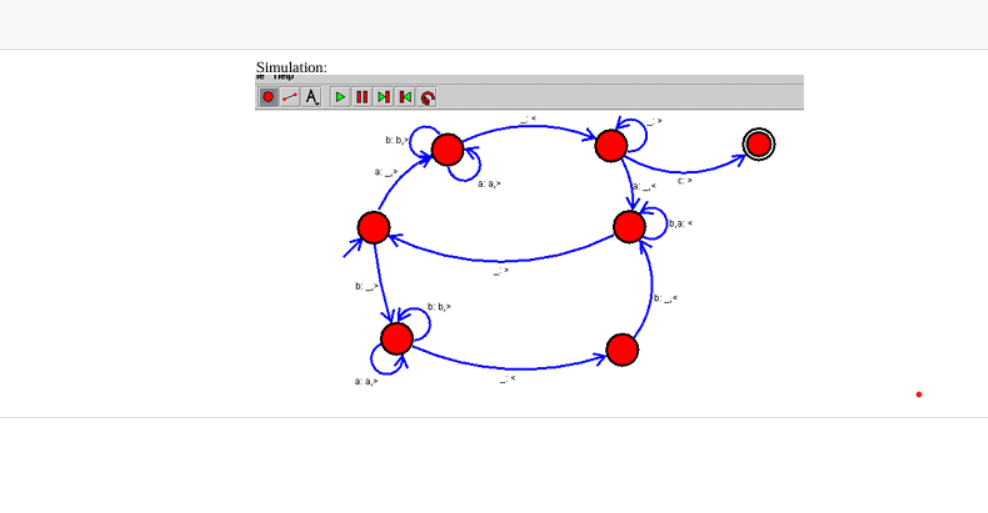 Simulation:
le Help
A
_: <
_: >
b: b,>
a: _,>
a: a,>
c: >
a: _,<
b,a: <
_: >
b: _,>
b: _,<
b: b,>
a: a,>
_: <